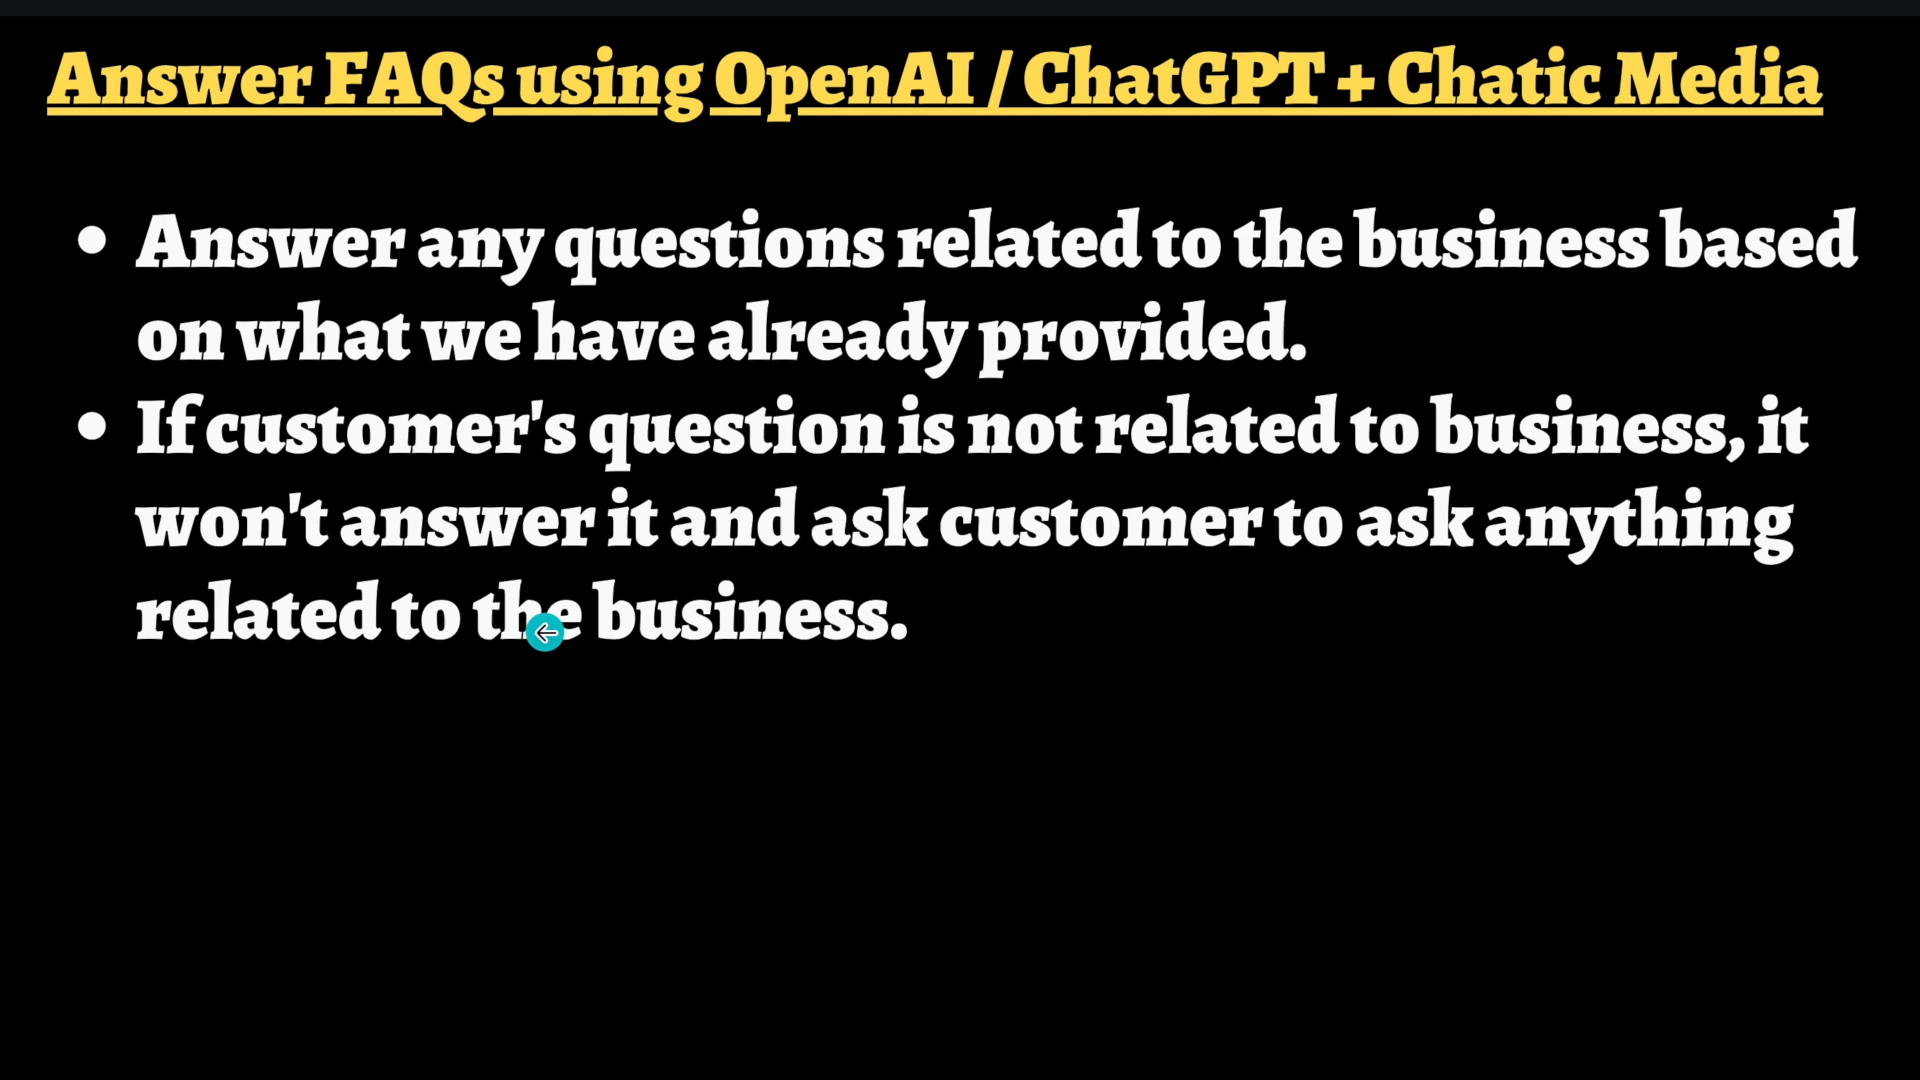 Answer FAQs using OpenAI / ChatGPT + Chatic Media
• Answer any questions related to the business based
on what we have already provided.
• If customer's question is not related to business, it
won't answer it and ask customer to ask anything
related to the business.